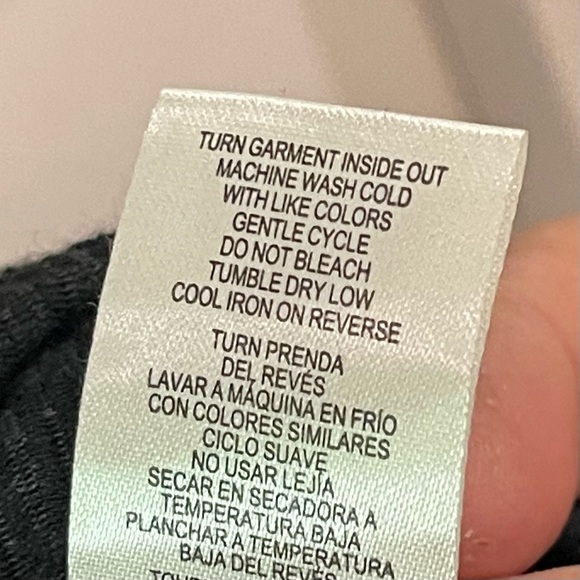 TURN GARMENT INSIDE OUT
MACHINE WASH COLD
WITH LIKE COLORS
GENTLE CYCLE
DO NOT BLEACH
TUMBLE DRY LOW
COOL IRON ON REVERSE
TURN PRENDA
DEL REVÉS
LAVAR A MÁQUINA EN FRÍO
CON COLORES SIMILARES
CICLO SUAVE
NO USAR LEJÍA
SECAR EN SECADORA A
TEMPERATURA BAJA
PLANCHAR A TEMPERATURA
BAJA DEL REVÉS